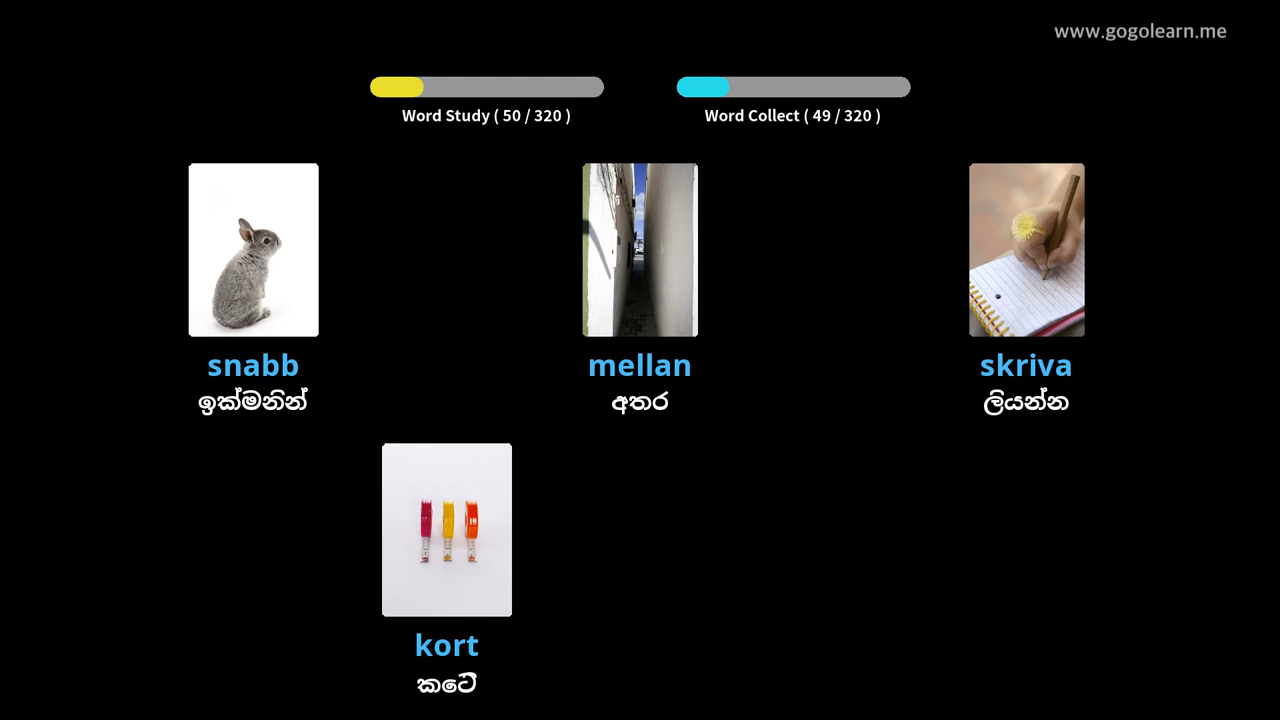 www.gogolearn.me
Word Study ( 50 / 320 )
Word Collect ( 49 / 320 )
snabb
ඉක්මනින්
mellan
අතර
skriva
ලියන්න
kort
කෙටි